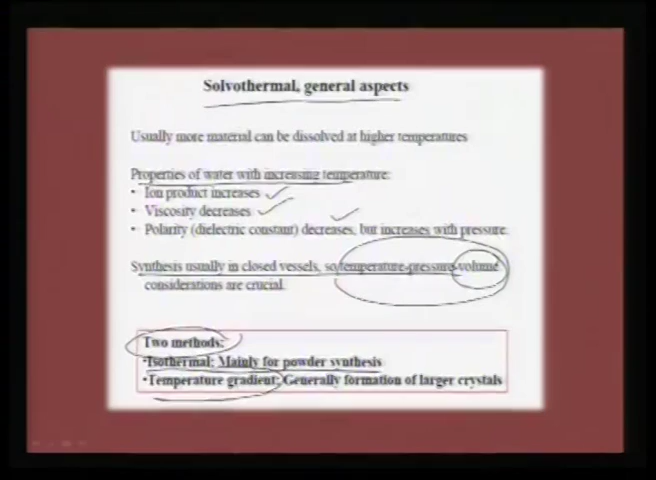 Solvothermal, general aspects
Usually more material can be dissolved at higher temperatures
Properties of water with increasing temperature:
• Ion product increases
• Viscosity decreases
• Polarity (dielectric constant) decreases, but increases with pressure.
Synthesis usually in closed vessels, so temperature-pressure-volume
considerations are crucial.
Two methods:
•Isothermal: Mainly for powder synthesis
•Temperature gradient: Generally formation of larger crystals